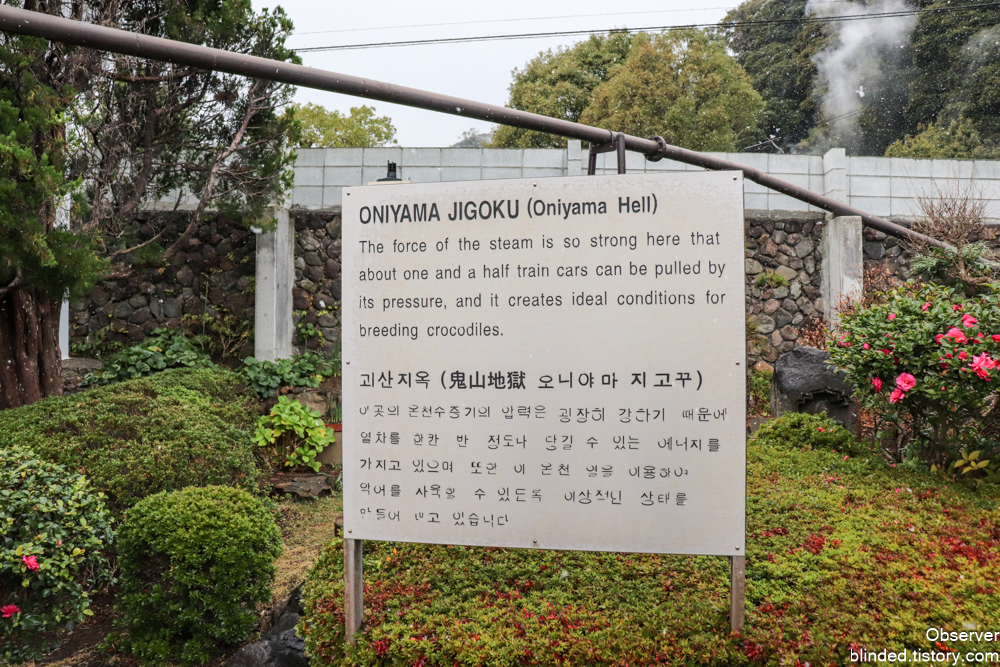 ONIYAMA JIGOKU (Oniyama Hell)
The force of the steam is so strong here that
about one and a half train cars can be pulled by
its pressure, and it creates ideal conditions for
breeding crocodiles.
괴산지옥 (鬼山地獄 오니야마 지고꾸)
이 곳의 온천수증기의 압력은 굉장히 강하기 때문에
열차를 한칸 반 정도나 당길 수 있는 에너지를
가지고 있으며 또한 이 온천 열을 이용하여
악어를 사육할 수 있도록 이상적인 상태를
만들어 내고 있습니다
Observer
blinded.tistory.com